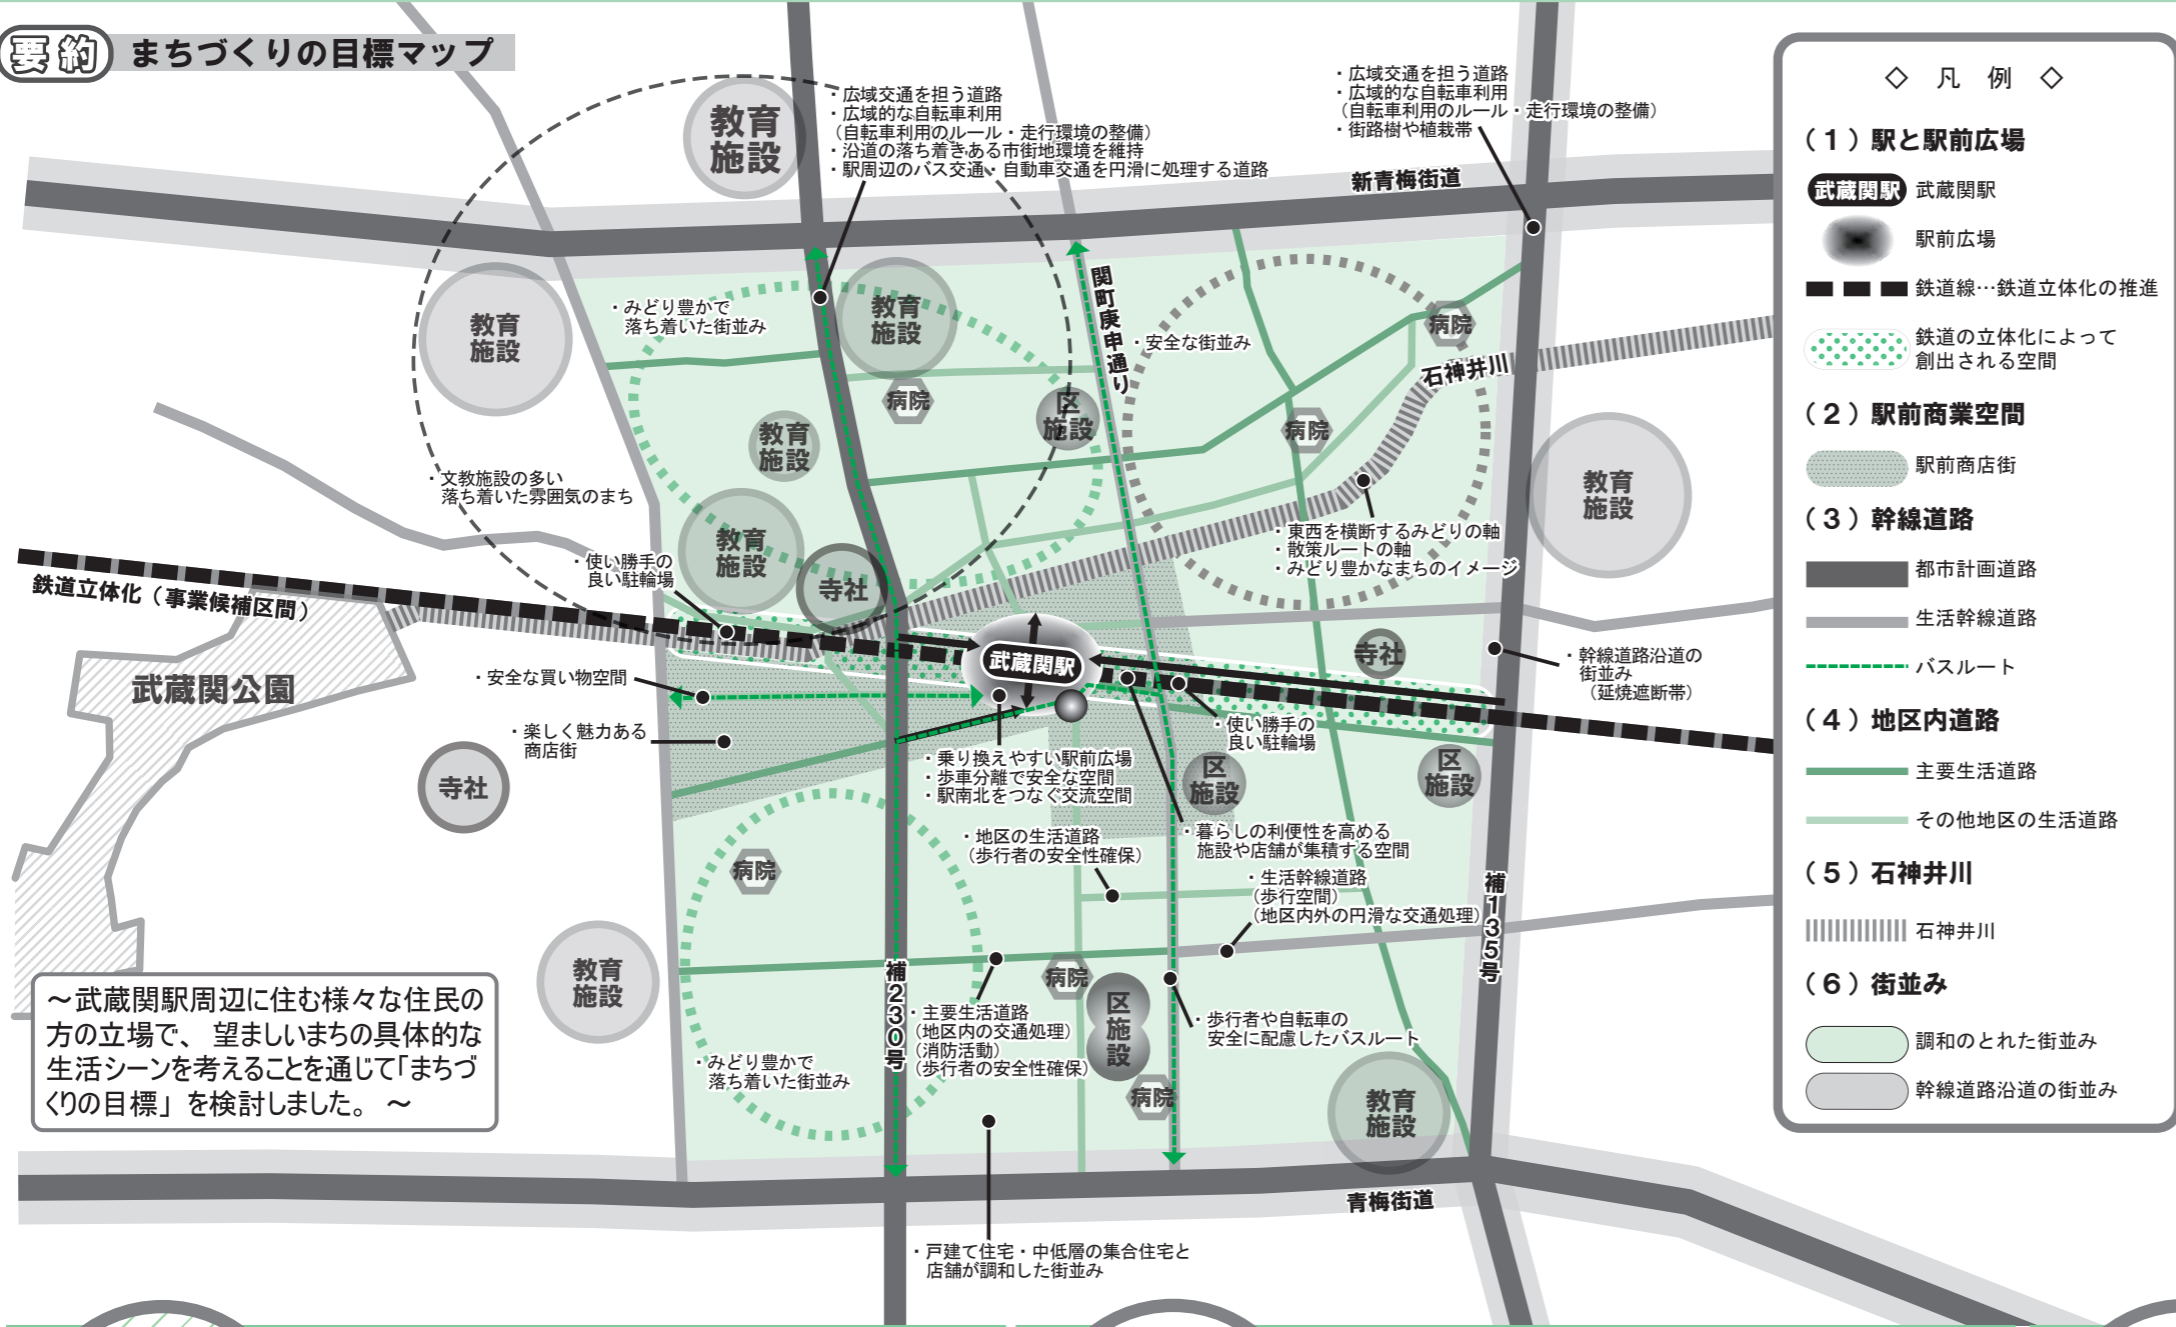 要約 まちづくりの目標マップ
教育
施設
・広域交通を担う道路
・広域的な自転車利用
（自転車利用のルール・走行環境の整備）
・沿道の落ち着きある市街地環境を維持
・駅周辺のバス交通・自動車交通を円滑に処理する道路
・広域交通を担う道路
・広域的な自転車利用
（自転車利用のルール・走行環境の整備）
・街路樹や植栽帯
新青梅街道
教育
施設
・みどり豊かで
落ち着いた街並み
教育
施設
関町庚申通り
・安全な街並み
病院
石神井川
病院
区
施設
病院
教育
施設
・文教施設の多い
落ち着いた雰囲気のまち
教育
施設
教育
施設
・東西を横断するみどりの軸
・散策ルートの軸
・みどり豊かなまちのイメージ
・使い勝手の
良い駐輪場
寺社
鉄道立体化（事業候補区間）
武蔵関公園
武蔵関駅
寺社
・幹線道路沿道の
街並み
（延焼遮断帯）
・安全な買い物空間
・楽しく魅力ある
商店街
寺社
・使い勝手の
良い駐輪場
・乗り換えやすい駅前広場
・歩車分離で安全な空間
・駅南北をつなぐ交流空間
区
施設
区
施設
・地区の生活道路
（歩行者の安全性確保）
・暮らしの利便性を高める
施設や店舗が集積する空間
病院
・生活幹線道路
（歩行空間）
（地区内外の円滑な交通処理）
補135号
教育
施設
補230号
病院
区
施
設
・主要生活道路
（地区内の交通処理）
（消防活動）
（歩行者の安全性確保）
・歩行者や自転車の
安全に配慮したバスルート
・みどり豊かで
落ち着いた街並み
病院
教育
施設
青梅街道
・戸建て住宅・中低層の集合住宅と
店舗が調和した街並み
～武蔵関駅周辺に住む様々な住民の
方の立場で、望ましいまちの具体的な
生活シーンを考えることを通じて「まちづ
くりの目標」を検討しました。～
◇ 凡 例 ◇
（1）駅と駅前広場
武蔵関駅 武蔵関駅
駅前広場
鉄道線…鉄道立体化の推進
鉄道の立体化によって
創出される空間
（2）駅前商業空間
駅前商店街
（3）幹線道路
都市計画道路
生活幹線道路
バスルート
（4）地区内道路
主要生活道路
その他地区の生活道路
（5）石神井川
石神井川
（6）街並み
調和のとれた街並み
幹線道路沿道の街並み